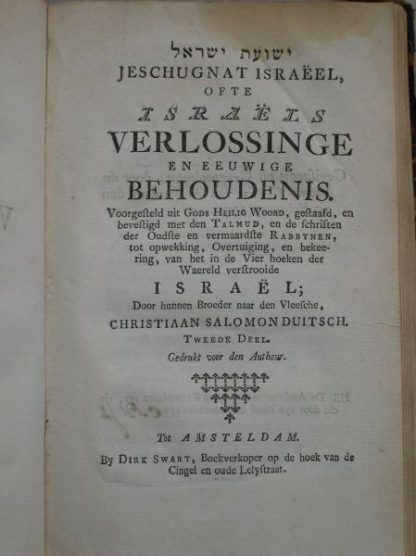 ישועת ישראל
JESCHUGNAT ISRAËEL,
OFTE
ISRAËLS
VERLOSSINGE
EN EEUWIGE
BEHOUDENIS.
Voorgesteld uit GODS HEILIG WOORD, gestaafd, en
bevestigd met den TALMUD, en de schriften
der Oudste en vermaardste RABBYNEN,
tot opwekking, Overtuiging, en bekee-
ring, van het in de Vier hoeken der
Waereld verstrooide
ISRAËL;
Door hunnen Broeder naar den Vleesche,
CHRISTIAAN SALOMON DUITSCH.
TWEEDE DEEL.
Gedrukt voor den Autheur.
Tot AMSTELDAM.
By DIRK SWART, Boekverkoper op de hoek van de
Cingel en oude Lelystraat.